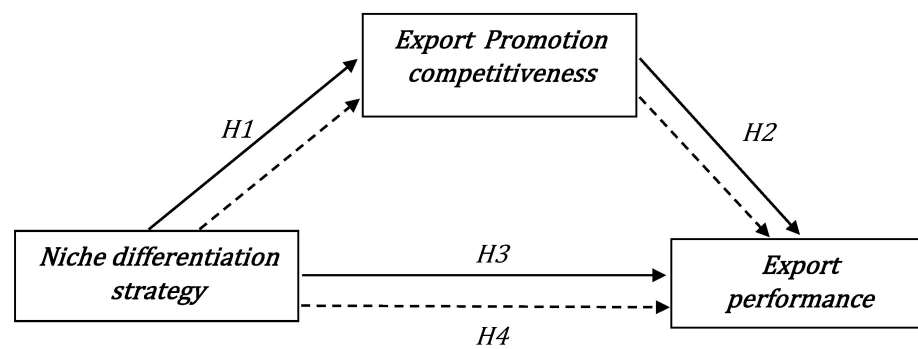 Export Promotion
competitiveness
H1
H2
Niche differentiation
strategy
H3
Export
performance
H4